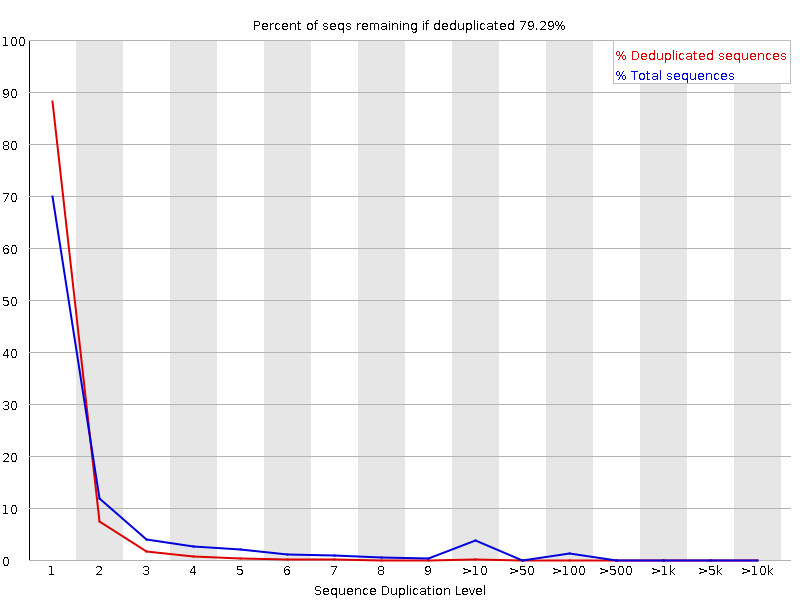 Percent of seqs remaining if deduplicated 79.29%
% Deduplicated sequences
% Total sequences
100
90
80
70
60
50
40
30
20
10
0
1 2 3 4 5 6 7 8 9 >10 >50 >100 >500 >1k >5k >10k
Sequence Duplication Level